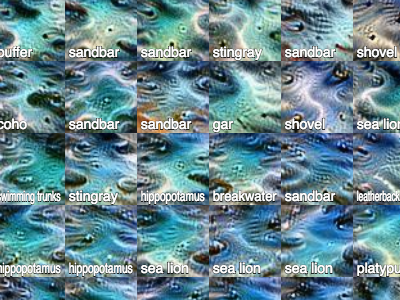 puffer sandbar sandbar stingray sandbar shovel
coho sandbar sandbar gar shovel sea lion
swimming trunks stingray hippopotamus breakwater sandbar leatherback
hippopotamus hippopotamus sea lion sea lion sea lion platypu